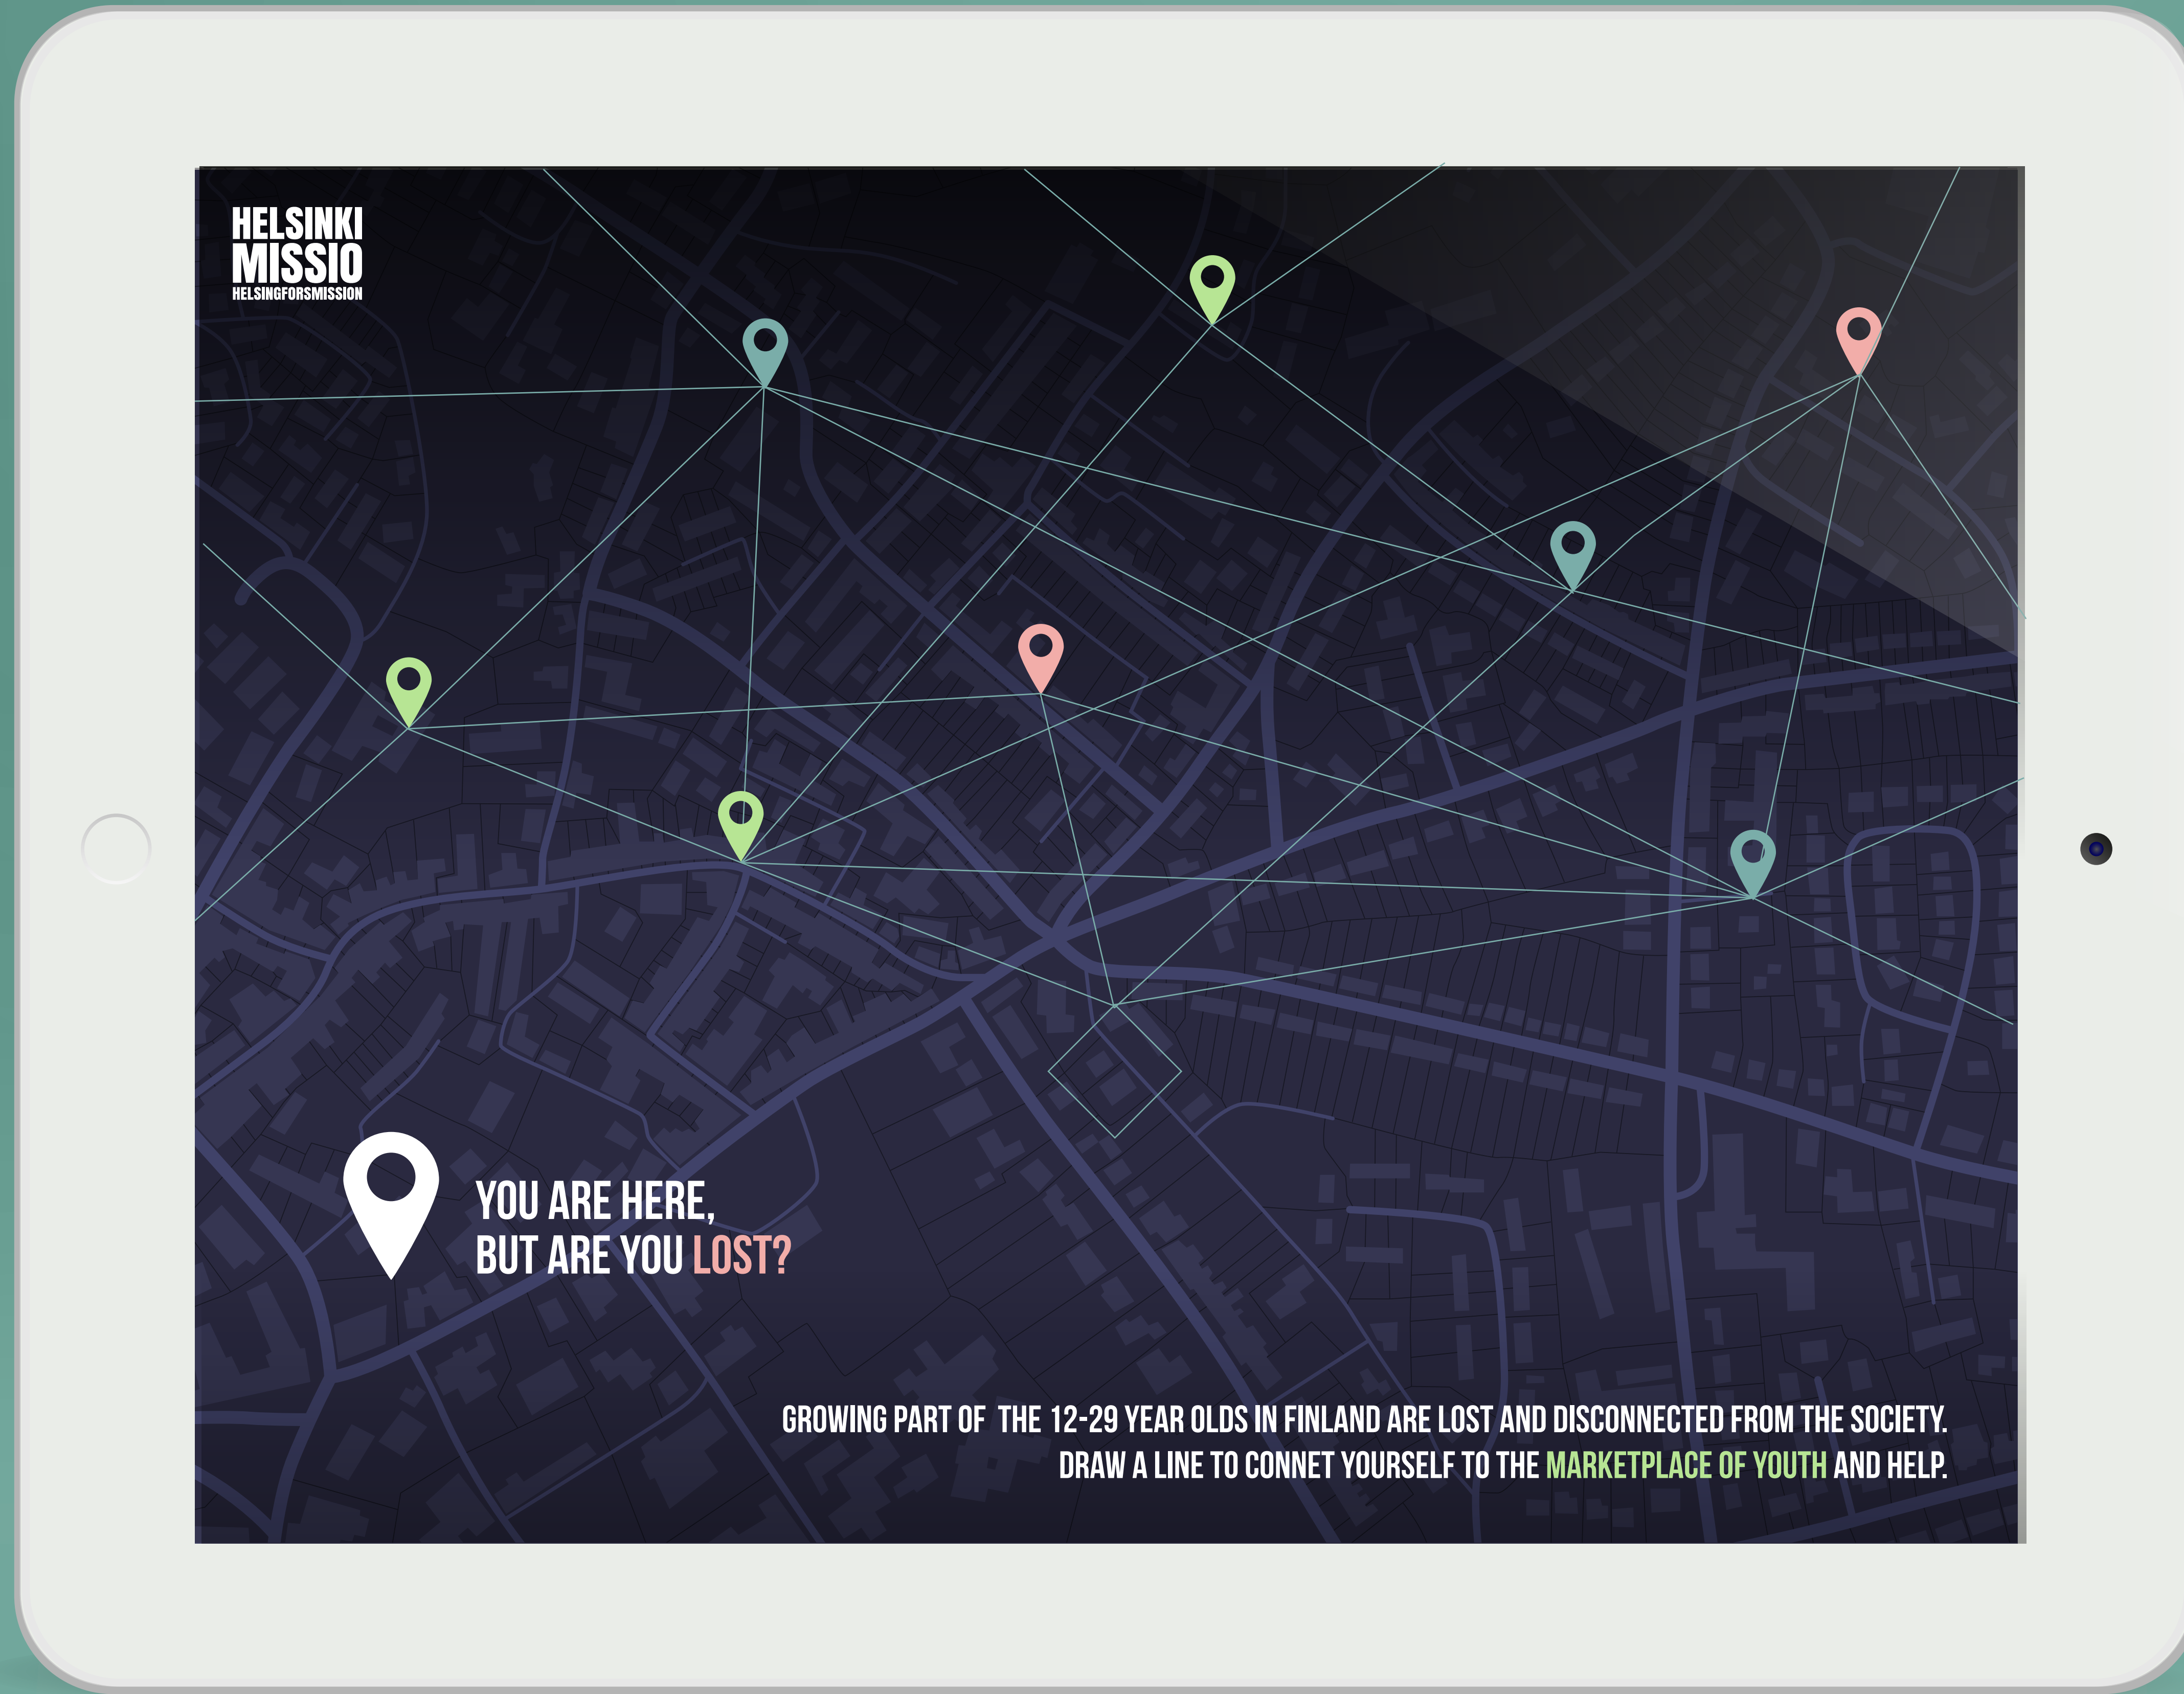 HELSINKI
MISSIO
HELSINGFORSMISSION
YOU ARE HERE,
BUT ARE YOU LOST?
GROWING PART OF THE 12-29 YEAR OLDS IN FINLAND ARE LOST AND DISCONNECTED FROM THE SOCIETY.
DRAW A LINE TO CONNET YOURSELF TO THE MARKETPLACE OF YOUTH AND HELP.